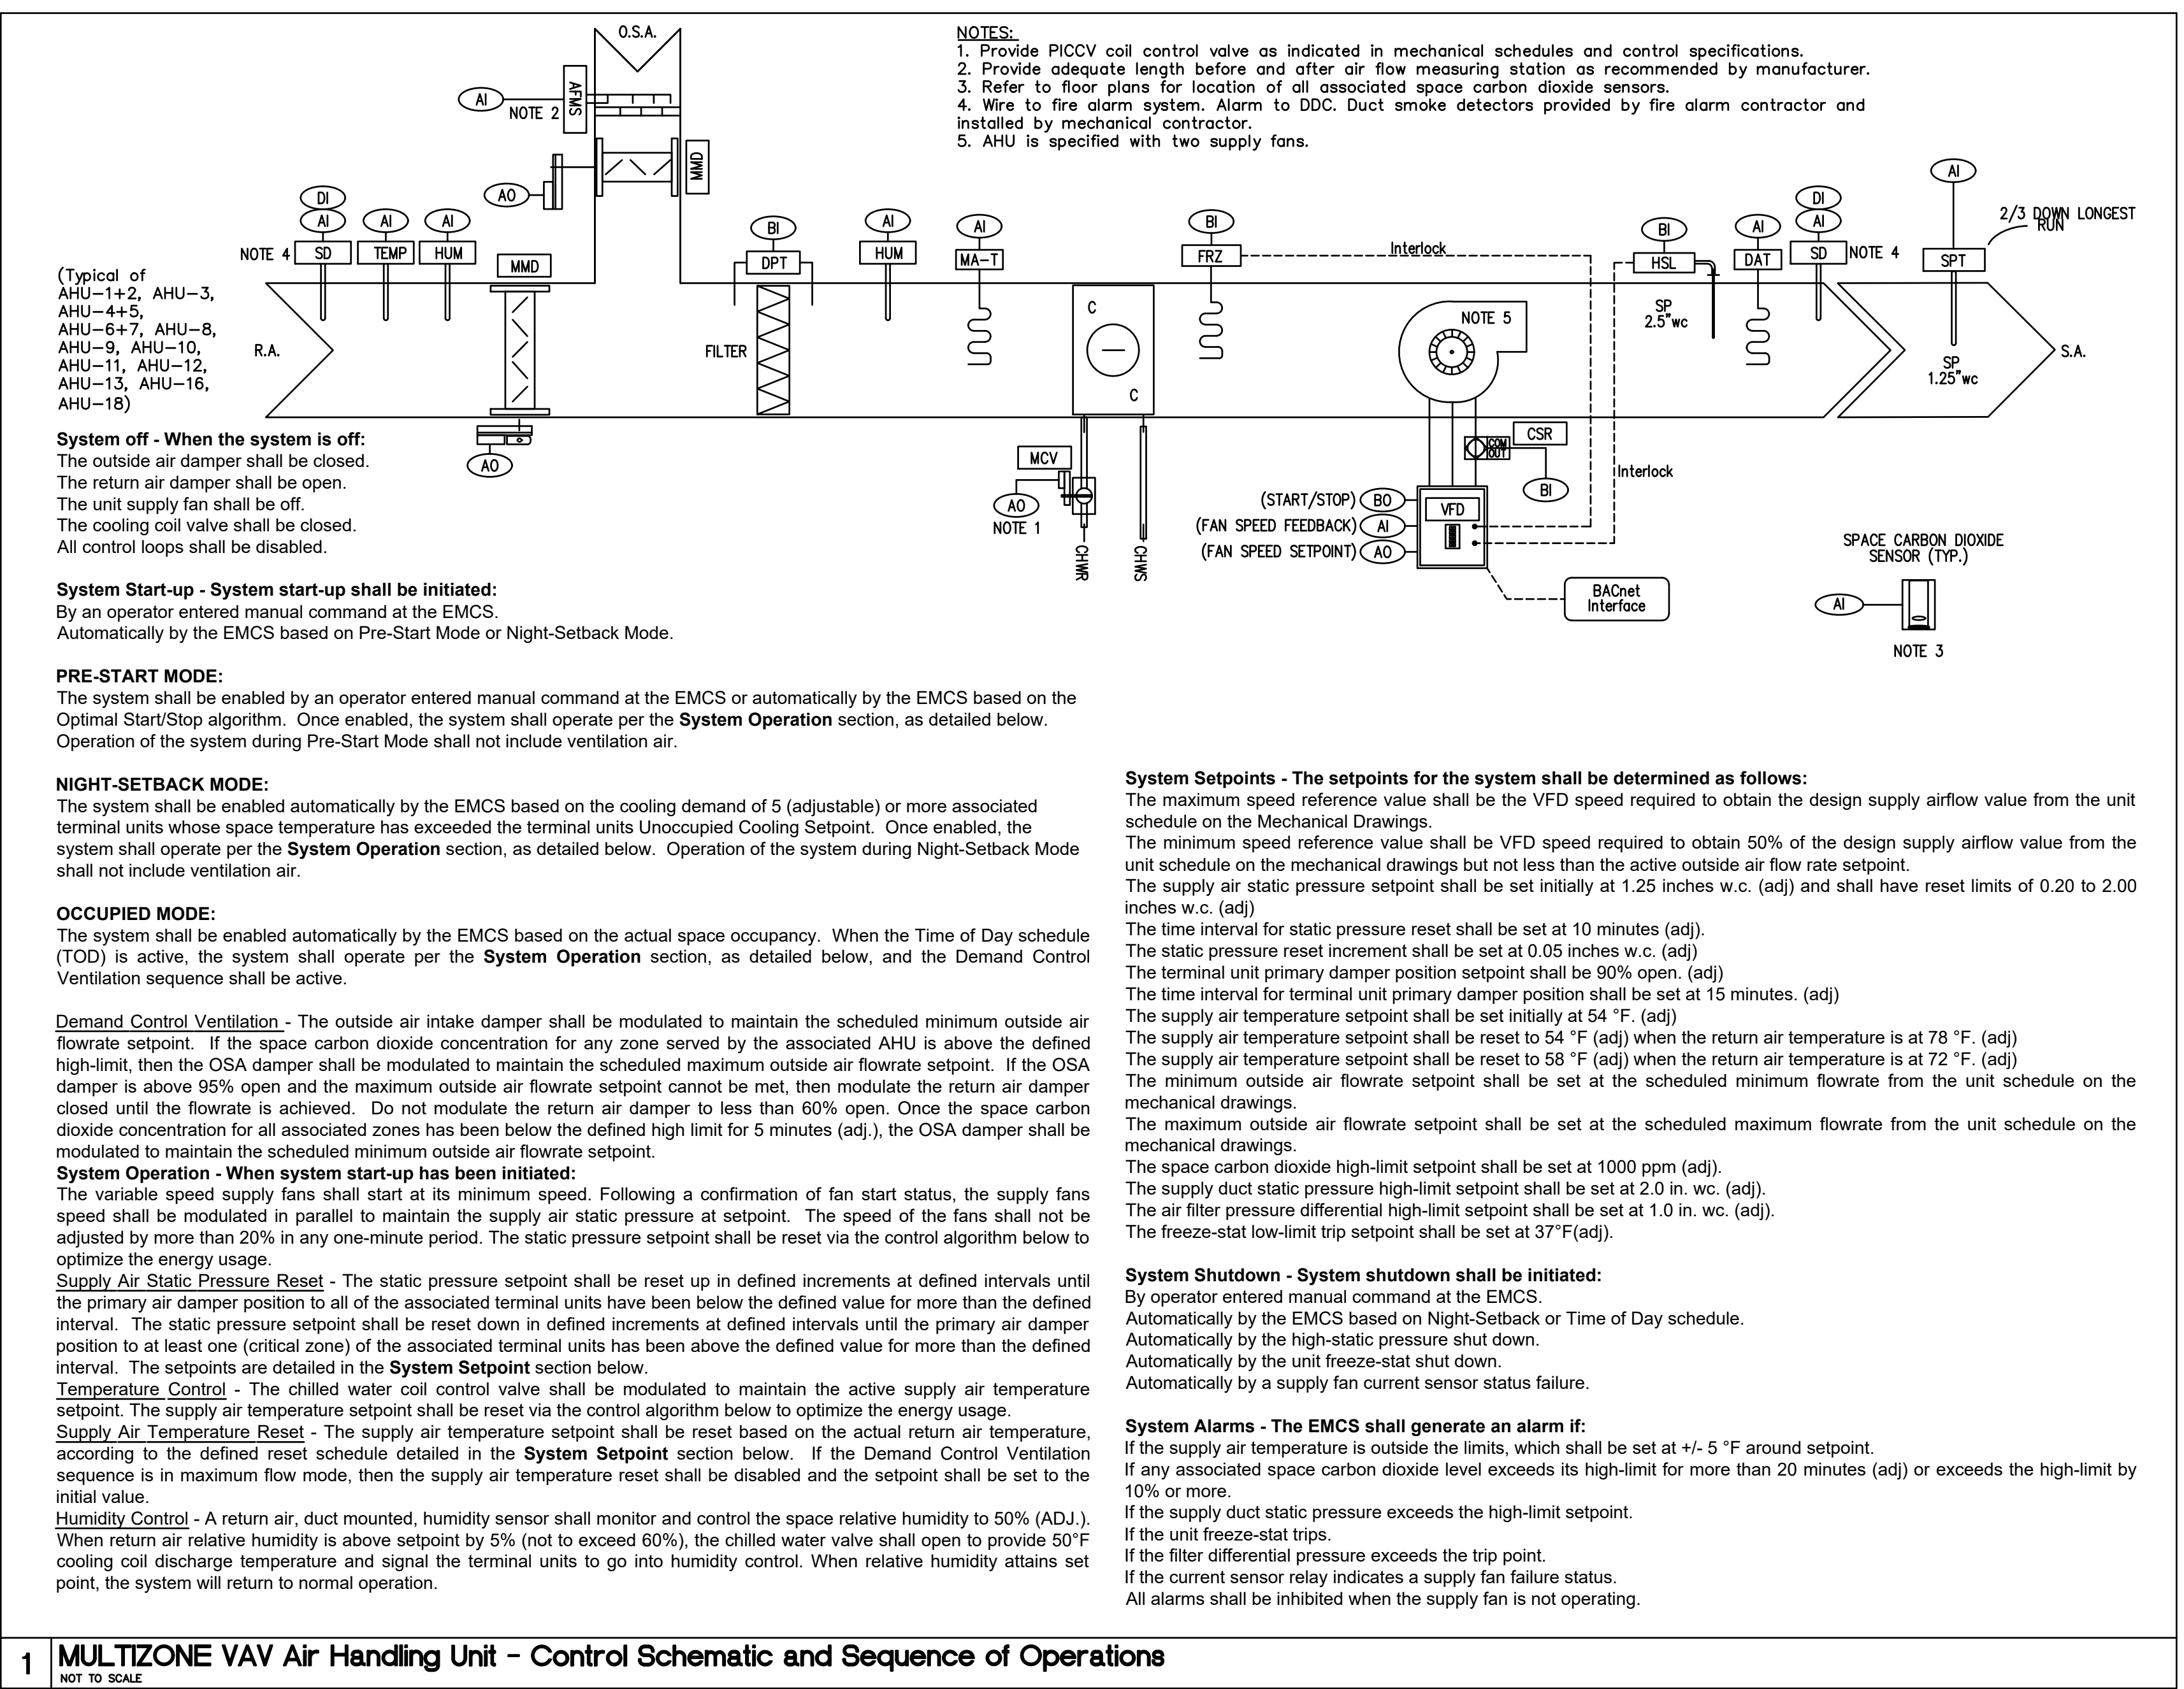 O.S.A.
NOTES:
1. Provide PICCV coil control valve as indicated in mechanical schedules and control specifications.
2. Provide adequate length before and after air flow measuring station as recommended by manufacturer.
3. Refer to floor plans for location of all associated space carbon dioxide sensors.
4. Wire to fire alarm system. Alarm to DDC. Duct smoke detectors provided by fire alarm contractor and
installed by mechanical contractor.
5. AHU is specified with two supply fans.
AI
NOTE 2
AFMS
MMD
AO
DI
AI
NOTE 4
SD
AI
TEMP
AI
HUM
MMD
BI
DPT
AI
HUM
AI
MA-T
BI
FRZ
Interlock
BI
HSL
AI
DAT
DI
AI
SD
NOTE 4
AI
SPT
2/3 DOWN LONGEST
RUN
(Typical of
AHU-1+2, AHU-3,
AHU-4+5,
AHU-6+7, AHU-8,
AHU-9, AHU-10,
AHU-11, AHU-12,
AHU-13, AHU-16,
AHU-18)
R.A.
FILTER
C
C
NOTE 5
SP
2.5"wc
SP
1.25"wc
S.A.
AO
MCV
AO
NOTE 1
CHWR
CHWS
CSR
COM
OUT
BI
Interlock
(START/STOP) BO
(FAN SPEED FEEDBACK) AI
(FAN SPEED SETPOINT) AO
VFD
BACnet
Interface
SPACE CARBON DIOXIDE
SENSOR (TYP.)
AI
NOTE 3
System off - When the system is off:
The outside air damper shall be closed.
The return air damper shall be open.
The unit supply fan shall be off.
The cooling coil valve shall be closed.
All control loops shall be disabled.
System Start-up - System start-up shall be initiated:
By an operator entered manual command at the EMCS.
Automatically by the EMCS based on Pre-Start Mode or Night-Setback Mode.
PRE-START MODE:
The system shall be enabled by an operator entered manual command at the EMCS or automatically by the EMCS based on the
Optimal Start/Stop algorithm. Once enabled, the system shall operate per the System Operation section, as detailed below.
Operation of the system during Pre-Start Mode shall not include ventilation air.
NIGHT-SETBACK MODE:
The system shall be enabled automatically by the EMCS based on the cooling demand of 5 (adjustable) or more associated
terminal units whose space temperature has exceeded the terminal units Unoccupied Cooling Setpoint. Once enabled, the
system shall operate per the System Operation section, as detailed below. Operation of the system during Night-Setback Mode
shall not include ventilation air.
OCCUPIED MODE:
The system shall be enabled automatically by the EMCS based on the actual space occupancy. When the Time of Day schedule
(TOD) is active, the system shall operate per the System Operation section, as detailed below, and the Demand Control
Ventilation sequence shall be active.
Demand Control Ventilation - The outside air intake damper shall be modulated to maintain the scheduled minimum outside air
flowrate setpoint. If the space carbon dioxide concentration for any zone served by the associated AHU is above the defined
high-limit, then the OSA damper shall be modulated to maintain the scheduled maximum outside air flowrate setpoint. If the OSA
damper is above 95% open and the maximum outside air flowrate setpoint cannot be met, then modulate the return air damper
closed until the flowrate is achieved. Do not modulate the return air damper to less than 60% open. Once the space carbon
dioxide concentration for all associated zones has been below the defined high limit for 5 minutes (adj.), the OSA damper shall be
modulated to maintain the scheduled minimum outside air flowrate setpoint.
System Operation - When system start-up has been initiated:
The variable speed supply fans shall start at its minimum speed. Following a confirmation of fan start status, the supply fans
speed shall be modulated in parallel to maintain the supply air static pressure at setpoint. The speed of the fans shall not be
adjusted by more than 20% in any one-minute period. The static pressure setpoint shall be reset via the control algorithm below to
optimize the energy usage.
Supply Air Static Pressure Reset - The static pressure setpoint shall be reset up in defined increments at defined intervals until
the primary air damper position to all of the associated terminal units have been below the defined value for more than the defined
interval. The static pressure setpoint shall be reset down in defined increments at defined intervals until the primary air damper
position to at least one (critical zone) of the associated terminal units has been above the defined value for more than the defined
interval. The setpoints are detailed in the System Setpoint section below.
Temperature Control - The chilled water coil control valve shall be modulated to maintain the active supply air temperature
setpoint. The supply air temperature setpoint shall be reset via the control algorithm below to optimize the energy usage.
Supply Air Temperature Reset - The supply air temperature setpoint shall be reset based on the actual return air temperature,
according to the defined reset schedule detailed in the System Setpoint section below. If the Demand Control Ventilation
sequence is in maximum flow mode, then the supply air temperature reset shall be disabled and the setpoint shall be set to the
initial value.
Humidity Control - A return air, duct mounted, humidity sensor shall monitor and control the space relative humidity to 50% (ADJ.).
When return air relative humidity is above setpoint by 5% (not to exceed 60%), the chilled water valve shall open to provide 50°F
cooling coil discharge temperature and signal the terminal units to go into humidity control. When relative humidity attains set
point, the system will return to normal operation.
System Setpoints - The setpoints for the system shall be determined as follows:
The maximum speed reference value shall be the VFD speed required to obtain the design supply airflow value from the unit
schedule on the Mechanical Drawings.
The minimum speed reference value shall be VFD speed required to obtain 50% of the design supply airflow value from the
unit schedule on the mechanical drawings but not less than the active outside air flow rate setpoint.
The supply air static pressure setpoint shall be set initially at 1.25 inches w.c. (adj) and shall have reset limits of 0.20 to 2.00
inches w.c. (adj)
The time interval for static pressure reset shall be set at 10 minutes (adj).
The static pressure reset increment shall be set at 0.05 inches w.c. (adj)
The terminal unit primary damper position setpoint shall be 90% open. (adj)
The time interval for terminal unit primary damper position shall be set at 15 minutes. (adj)
The supply air temperature setpoint shall be set initially at 54 °F. (adj)
The supply air temperature setpoint shall be reset to 54 °F (adj) when the return air temperature is at 78 °F. (adj)
The supply air temperature setpoint shall be reset to 58 °F (adj) when the return air temperature is at 72 °F. (adj)
The minimum outside air flowrate setpoint shall be set at the scheduled minimum flowrate from the unit schedule on the
mechanical drawings.
The maximum outside air flowrate setpoint shall be set at the scheduled maximum flowrate from the unit schedule on the
mechanical drawings.
The space carbon dioxide high-limit setpoint shall be set at 1000 ppm (adj).
The supply duct static pressure high-limit setpoint shall be set at 2.0 in. wc. (adj).
The air filter pressure differential high-limit setpoint shall be set at 1.0 in. wc. (adj).
The freeze-stat low-limit trip setpoint shall be set at 37°F(adj).
System Shutdown - System shutdown shall be initiated:
By operator entered manual command at the EMCS.
Automatically by the EMCS based on Night-Setback or Time of Day schedule.
Automatically by the high-static pressure shut down.
Automatically by the unit freeze-stat shut down.
Automatically by a supply fan current sensor status failure.
System Alarms - The EMCS shall generate an alarm if:
If the supply air temperature is outside the limits, which shall be set at +/- 5 °F around setpoint.
If any associated space carbon dioxide level exceeds its high-limit for more than 20 minutes (adj) or exceeds the high-limit by
10% or more.
If the supply duct static pressure exceeds the high-limit setpoint.
If the unit freeze-stat trips.
If the filter differential pressure exceeds the trip point.
If the current sensor relay indicates a supply fan failure status.
All alarms shall be inhibited when the supply fan is not operating.
1
MULTIZONE VAV Air Handling Unit - Control Schematic and Sequence of Operations
NOT TO SCALE